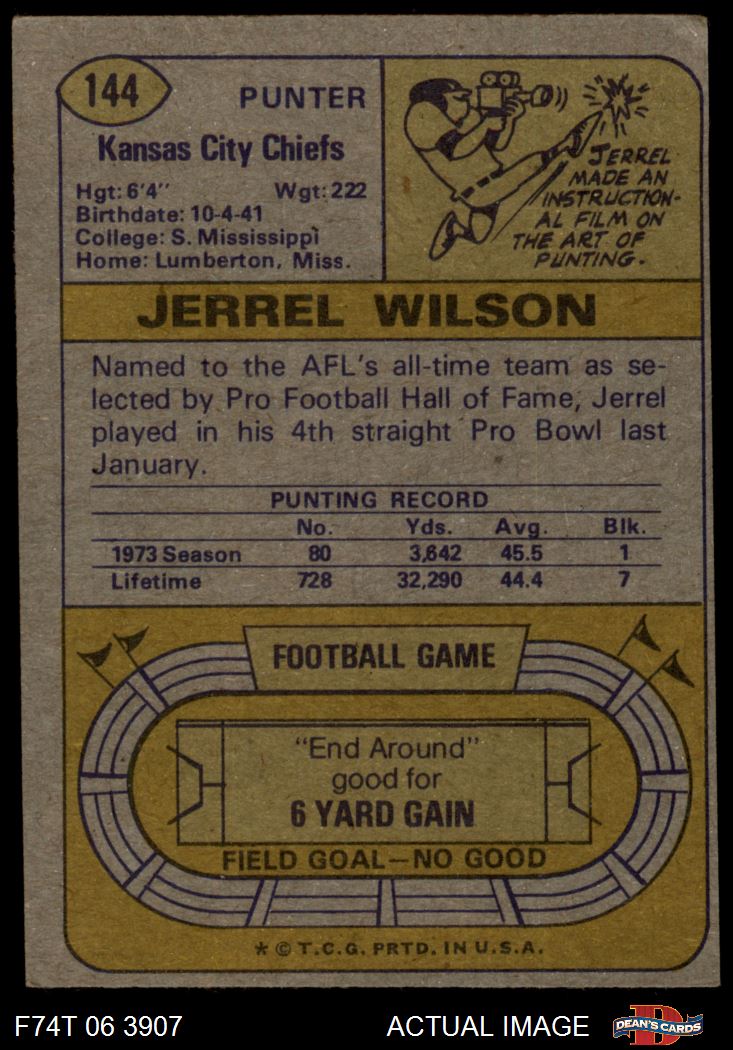 144
PUNTER
Kansas City Chiefs
Hgt: 6'4" Wgt: 222
Birthdate: 10-4-41
College: S. Mississippi
Home: Lumberton, Miss.
JERREL
MADE AN
INSTRUCTION-
AL FILM ON
THE ART OF
PUNTING.
JERREL WILSON
Named to the AFL's all-time team as se-
lected by Pro Football Hall of Fame, Jerrel
played in his 4th straight Pro Bowl last
January.
PUNTING RECORD
No. Yds. Avg. Blk.
1973 Season 80 3,642 45.5 1
Lifetime 728 32,290 44.4 7
FOOTBALL GAME
"End Around"
good for
6 YARD GAIN
FIELD GOAL—NO GOOD
* © T.C.G. PRTD. IN U.S.A.
F74T 06 3907 ACTUAL IMAGE
D
DEAN'S CARDS